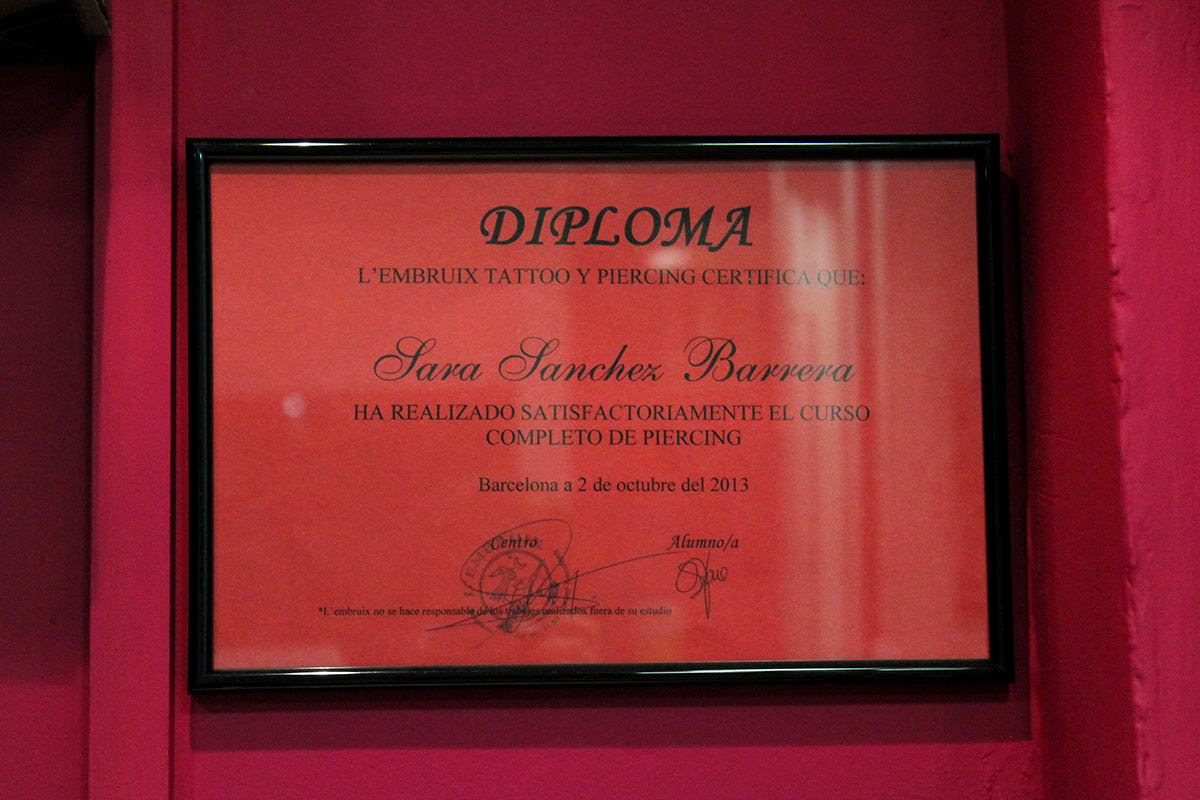 DIPLOMA
L'EMBRUIX TATTOO Y PIERCING CERTIFICA QUE:
Sara Sanchez Barrera
HA REALIZADO SATISFACTORIAMENTE EL CURSO
COMPLETO DE PIERCING
Barcelona a 2 de octubre del 2013
Centro Alumno/a
*L'embruix no se hace responsable de los trabajos realizados fuera de su estudio